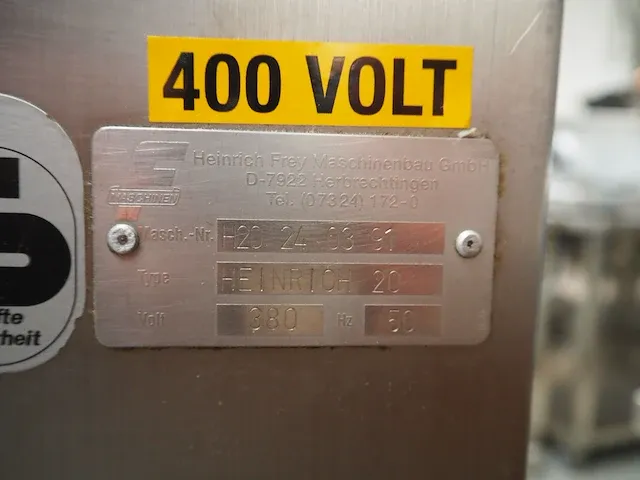 400 VOLT
Heinrich Frey Maschinenbau GmbH
D-7922 Herbrechtingen
Tel. (07324) 172-0
MASCHINEN
Masch.-Nr. H20 24 93 91
Type HEINRICH 20
Volt 380 Hz 50